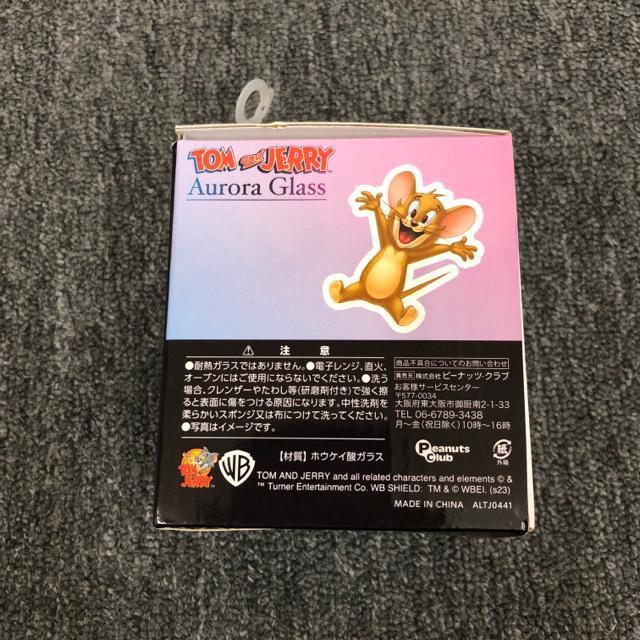 TOM and JERRY
Aurora Glass
⚠ 注 意
●耐熱ガラスではありません。●電子レンジ、直火、
オーブンにはご使用にならないでください。●洗う
場合、クレンザーやたわし等(研磨剤付き)で強く擦
ると表面に傷をつける原因になります。中性洗剤を
柔らかいスポンジ又は布につけて洗ってください。
●写真はイメージです。
【材質】ホウケイ酸ガラス
商品不具合についてのお問い合わせ
発売元 株式会社 ピーナッツ・クラブ
お客様サービスセンター
〒577-0034
大阪府東大阪市御厨南2-1-33
TEL 06-6789-3438
月〜金(祝日除く)10時〜16時
Peanuts
Club
紙
外箱
TOM and JERRY
WB
TOM AND JERRY and all related characters and elements © &
™ Turner Entertainment Co. WB SHIELD: TM & © WBEI. (s23)
MADE IN CHINA ALTJ0441